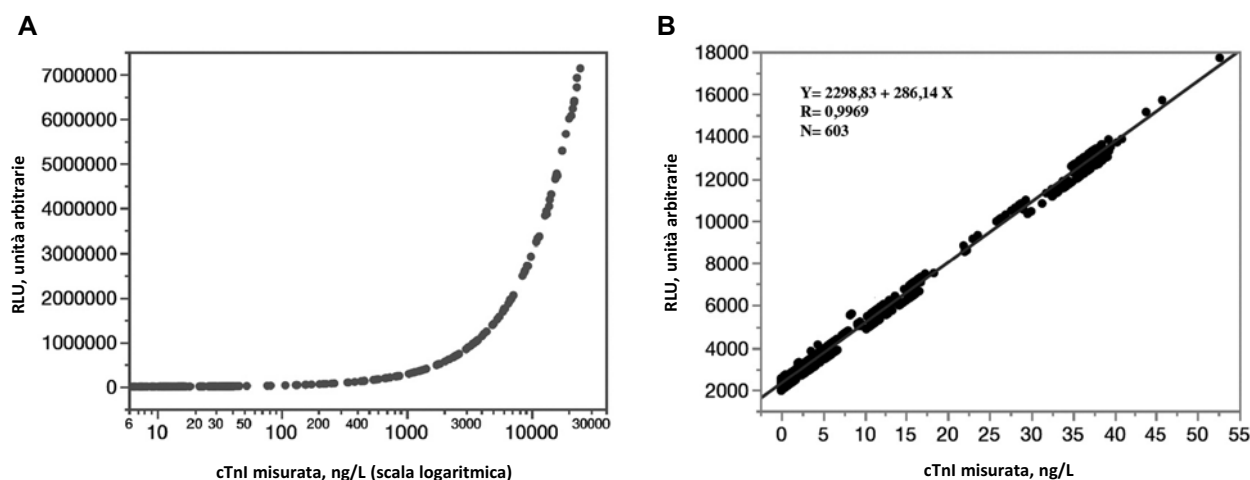 A
RLU, unità arbitrarie
7000000
6000000
5000000
4000000
3000000
2000000
1000000
0
6 10 20 30 50 100 200 400 1000 3000 10000 30000
cTnI misurata, ng/L (scala logaritmica)
B
RLU, unità arbitrarie
18000
16000
14000
12000
10000
8000
6000
4000
2000
Y= 2298,83 + 286,14 X
R= 0,9969
N= 603
0 5 10 15 20 25 30 35 40 45 50 55
cTnI misurata, ng/L